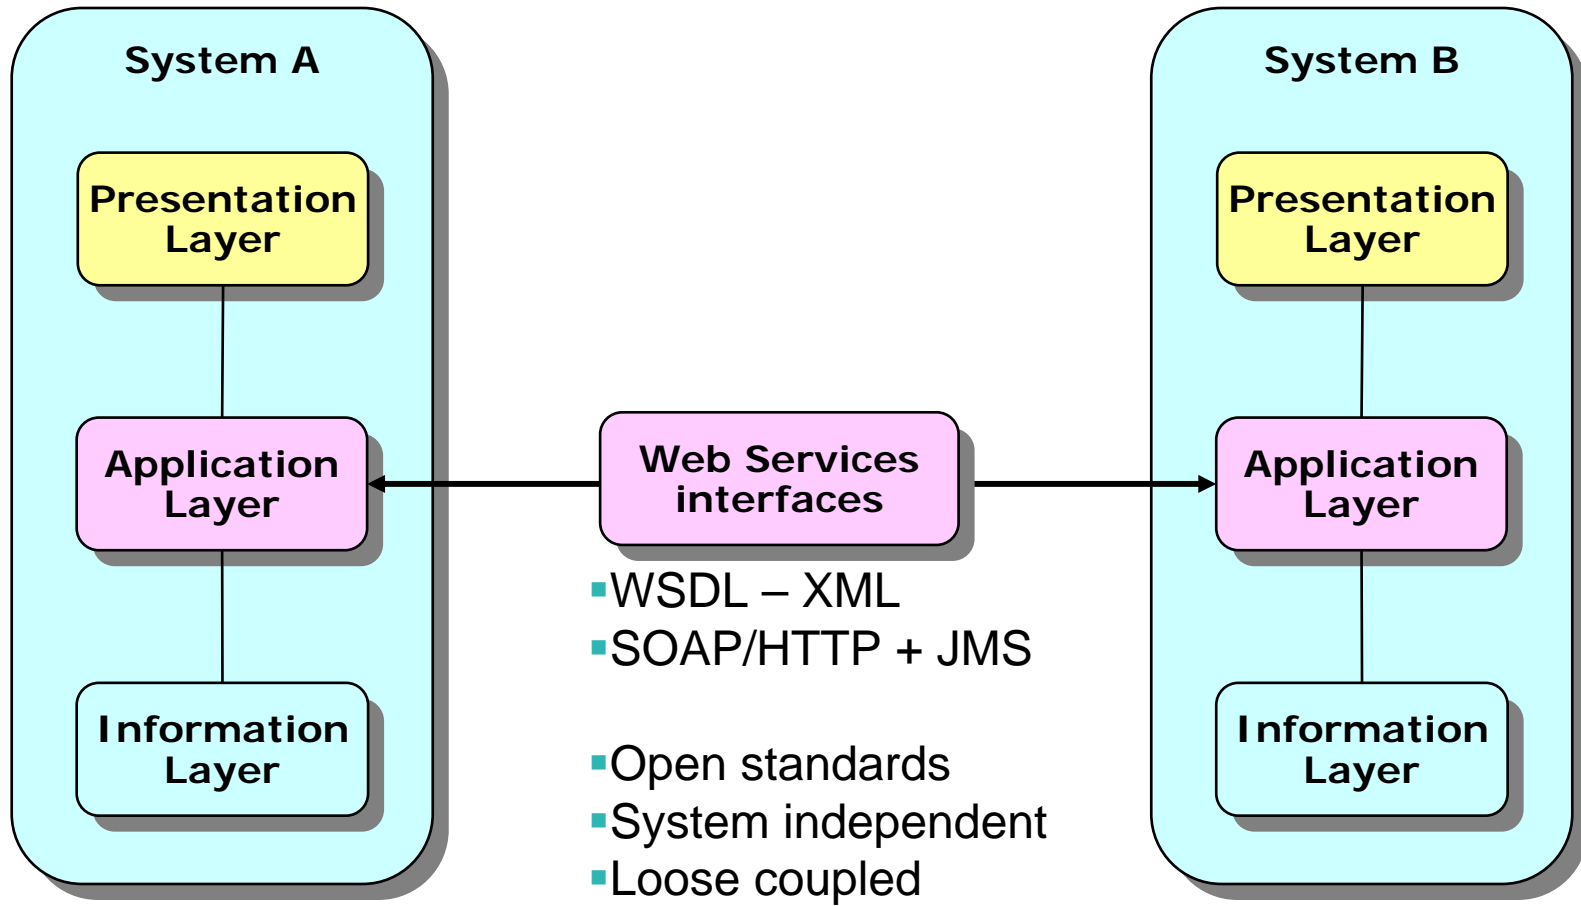 System A
Presentation
Layer
Application
Layer
Information
Layer
Web Services
interfaces
▪WSDL – XML
▪SOAP/HTTP + JMS
▪Open standards
▪System independent
▪Loose coupled
System B
Presentation
Layer
Application
Layer
Information
Layer